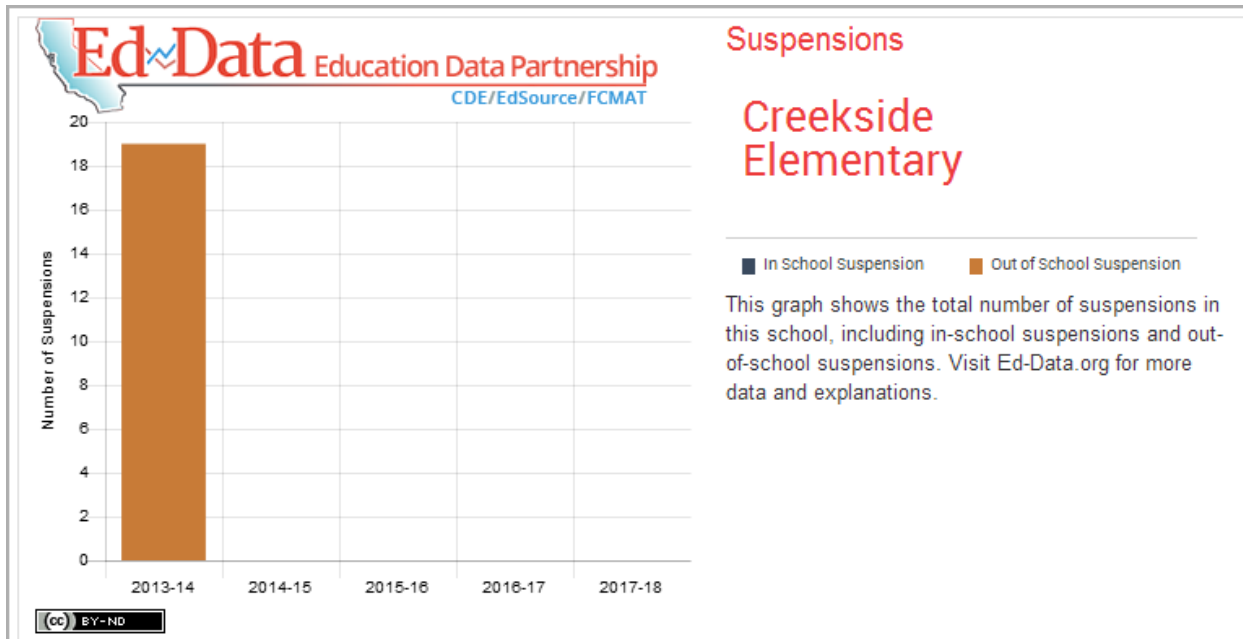 Ed Data Education Data Partnership
CDE/EdSource/FCMAT
Suspensions
Creekside
Elementary
In School Suspension
Out of School Suspension
This graph shows the total number of suspensions in
this school, including in-school suspensions and out-
of-school suspensions. Visit Ed-Data.org for more
data and explanations.
Number of Suspensions
20
18
16
14
12
10
8
6
4
2
0
2013-14 2014-15 2015-16 2016-17 2017-18
(cc) BY-ND